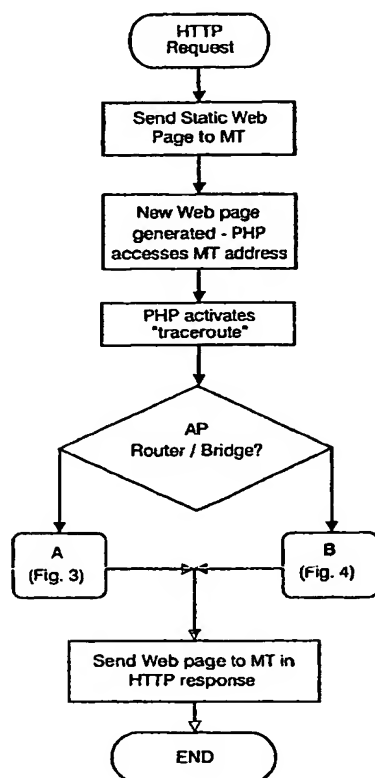 HTTP
Request
Send Static Web
Page to MT
New Web page
generated - PHP
accesses MT address
PHP activates
"traceroute"
AP
Router / Bridge?
A
(Fig. 3)
B
(Fig. 4)
Send Web page to MT in
HTTP response
END